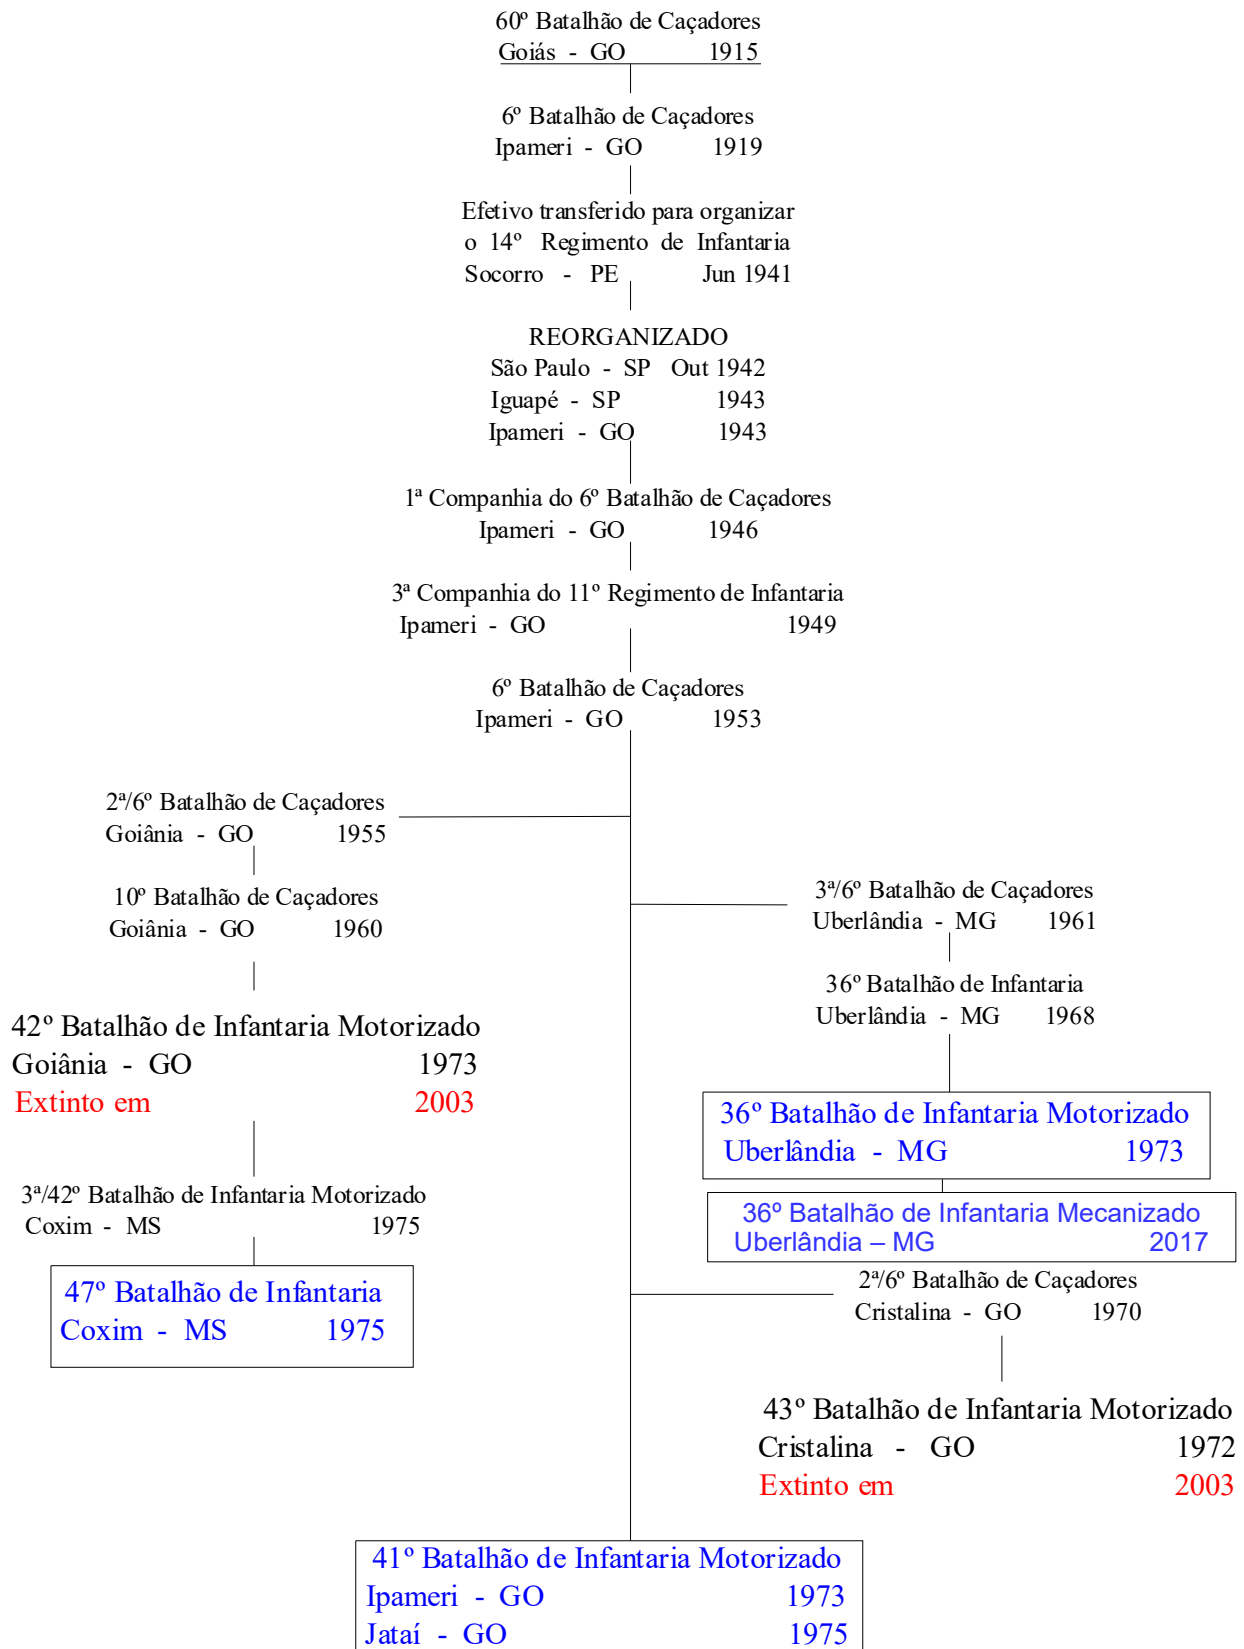 60º Batalhão de Caçadores
Goiás - GO 1915
6º Batalhão de Caçadores
Ipameri - GO 1919
Efetivo transferido para organizar
o 14º Regimento de Infantaria
Socorro - PE Jun 1941
REORGANIZADO
São Paulo - SP Out 1942
Iguapé - SP 1943
Ipameri - GO 1943
1ª Companhia do 6º Batalhão de Caçadores
Ipameri - GO 1946
3ª Companhia do 11º Regimento de Infantaria
Ipameri - GO 1949
6º Batalhão de Caçadores
Ipameri - GO 1953
2ª/6º Batalhão de Caçadores
Goiânia - GO 1955
10º Batalhão de Caçadores
Goiânia - GO 1960
42º Batalhão de Infantaria Motorizado
Goiânia - GO 1973
Extinto em 2003
3ª/42º Batalhão de Infantaria Motorizado
Coxim - MS 1975
47º Batalhão de Infantaria
Coxim - MS 1975
3ª/6º Batalhão de Caçadores
Uberlândia - MG 1961
36º Batalhão de Infantaria
Uberlândia - MG 1968
36º Batalhão de Infantaria Motorizado
Uberlândia - MG 1973
36º Batalhão de Infantaria Mecanizado
Uberlândia – MG 2017
2ª/6º Batalhão de Caçadores
Cristalina - GO 1970
43º Batalhão de Infantaria Motorizado
Cristalina - GO 1972
Extinto em 2003
41º Batalhão de Infantaria Motorizado
Ipameri - GO 1973
Jataí - GO 1975